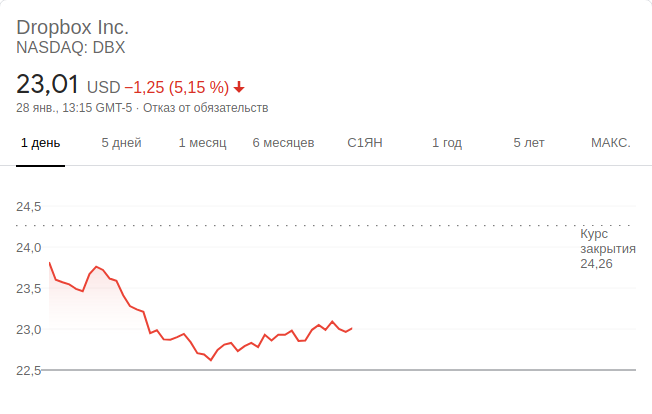 Dropbox Inc.
NASDAQ: DBX
23,01 USD −1,25 (5,15 %)
28 янв., 13:15 GMT-5 · Отказ от обязательств
1 день 5 дней 1 месяц 6 месяцев С1ЯН 1 год 5 лет МАКС.
24,5
Курс
закрытия
24,26
24,0
23,5
23,0
22,5